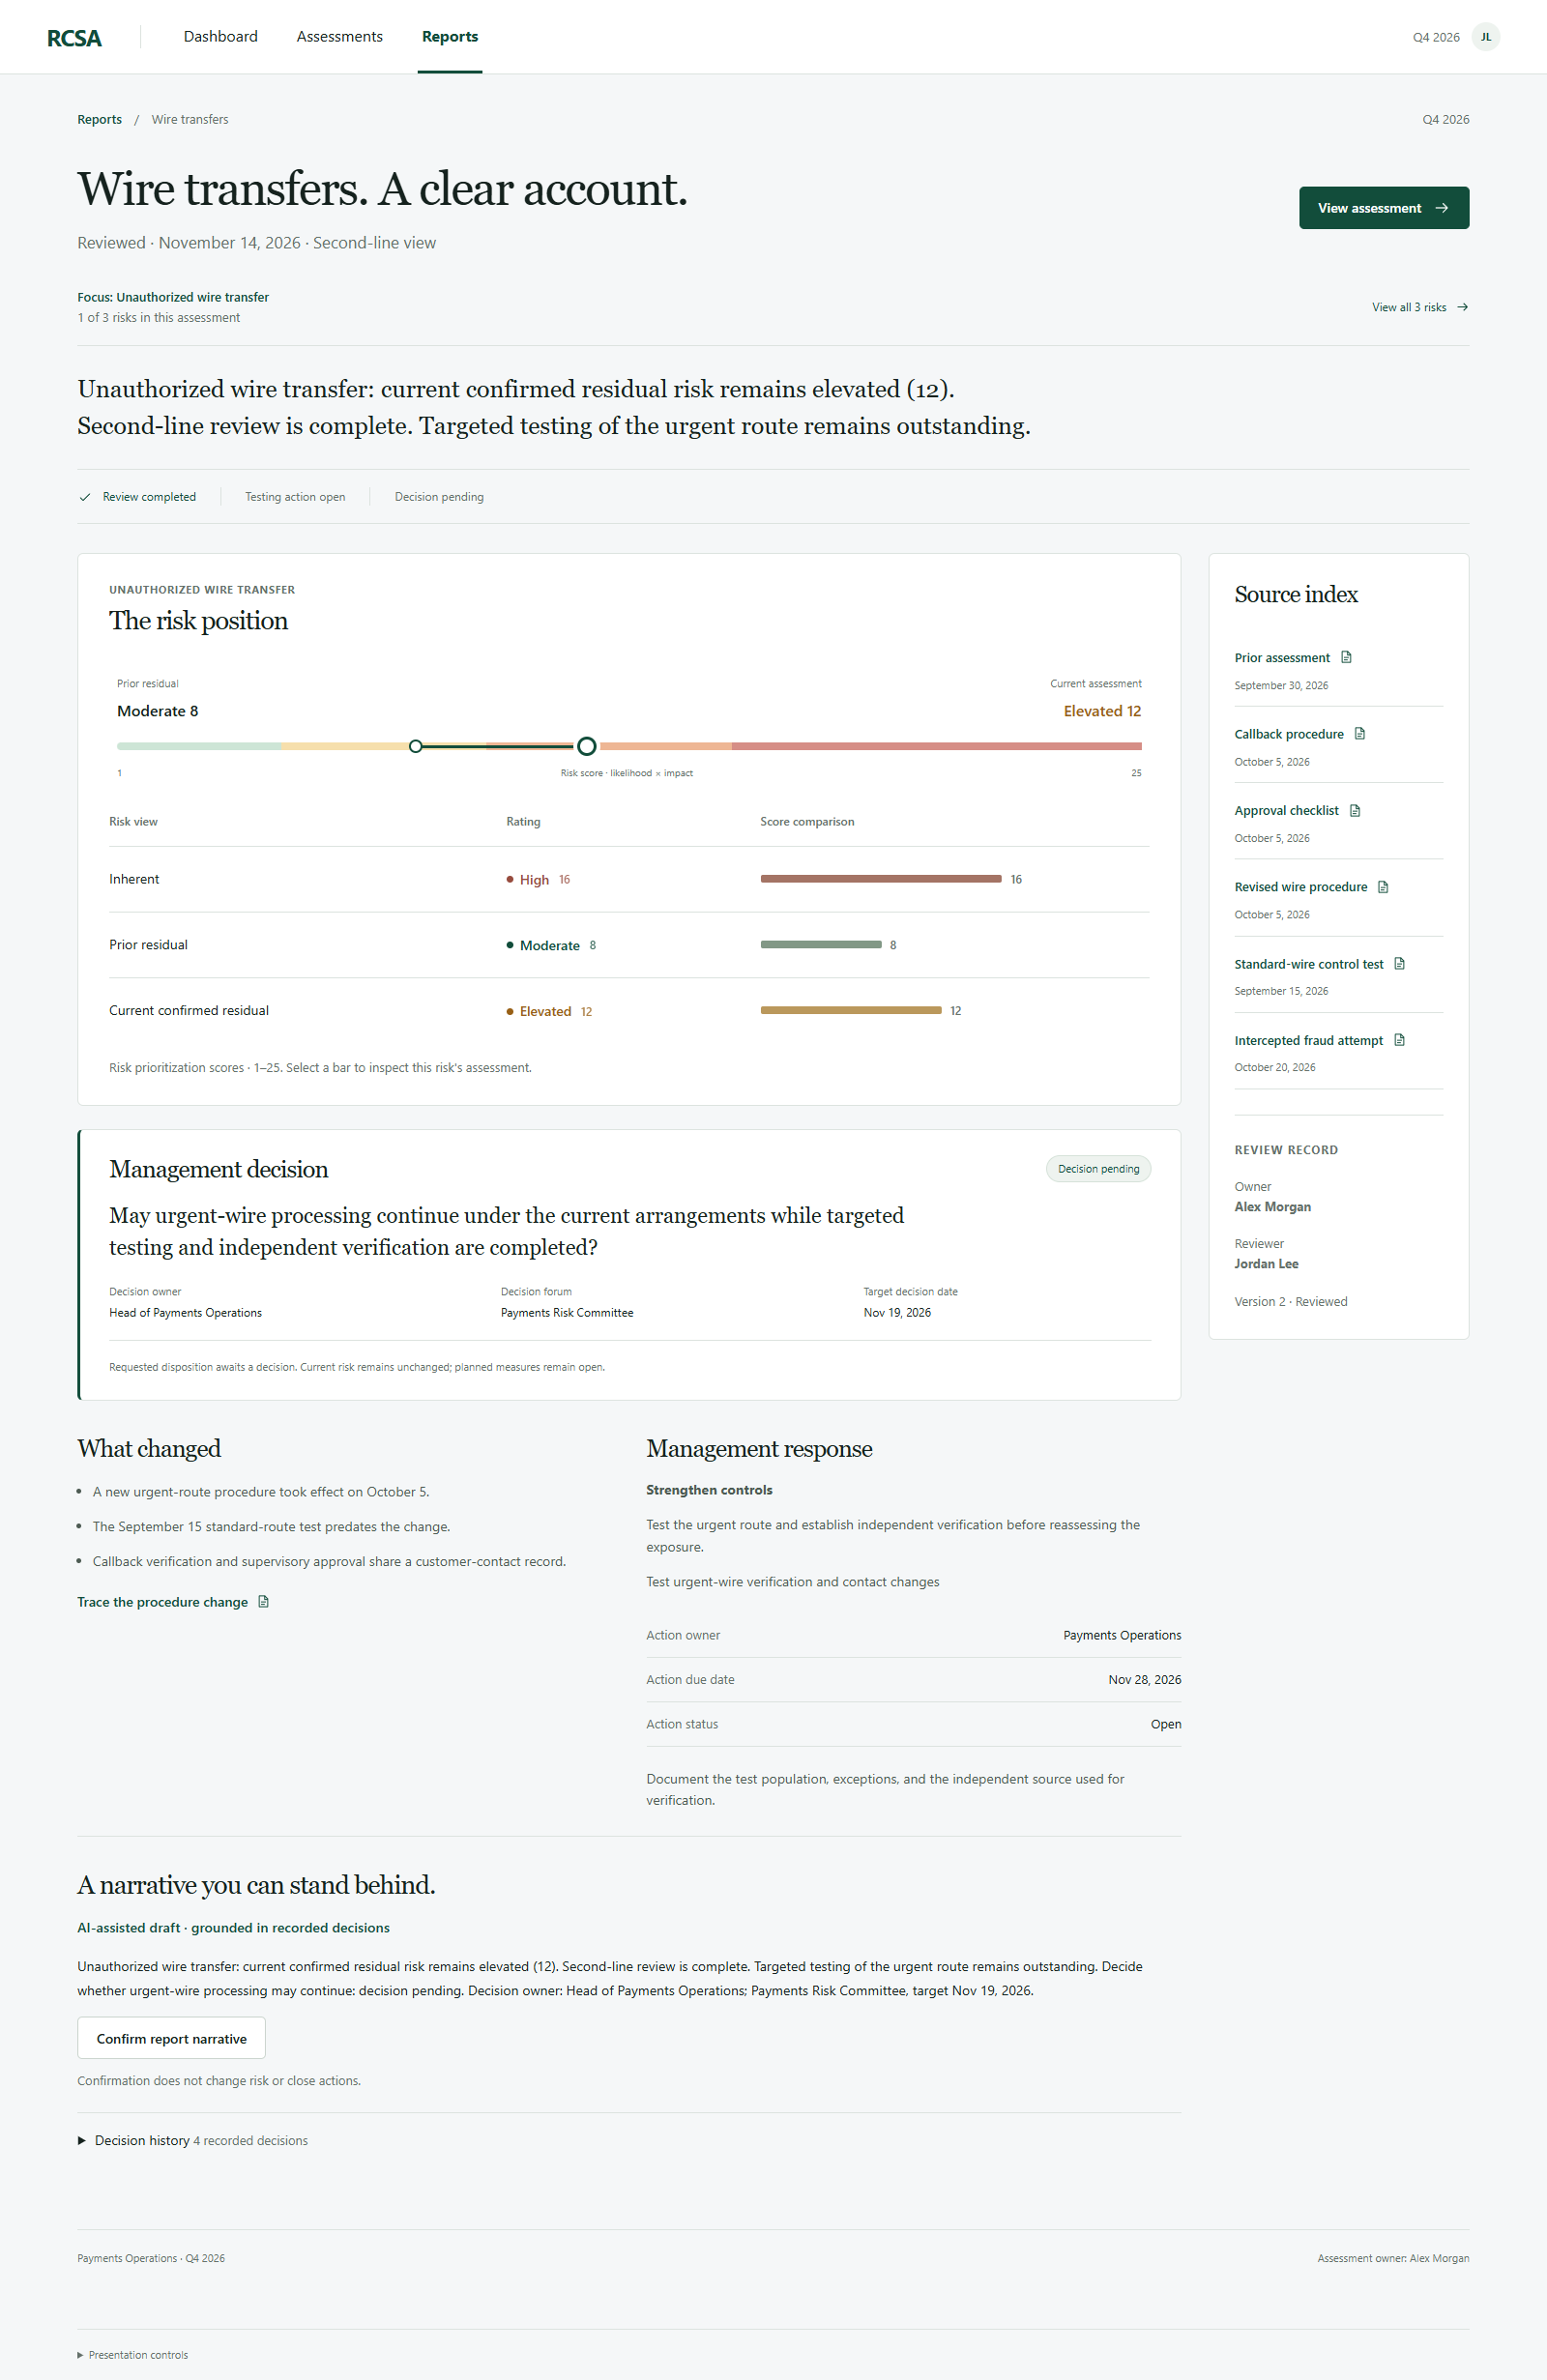 RCSA
Dashboard
Assessments
Reports
Q4 2026
JL
Reports / Wire transfers
Q4 2026
Wire transfers. A clear account.
View assessment →
Reviewed · November 14, 2026 · Second-line view
Focus: Unauthorized wire transfer
1 of 3 risks in this assessment
View all 3 risks →
Unauthorized wire transfer: current confirmed residual risk remains elevated (12).
Second-line review is complete. Targeted testing of the urgent route remains outstanding.
Review completed
Testing action open
Decision pending
UNAUTHORIZED WIRE TRANSFER
The risk position
Prior residual
Current assessment
Moderate 8
Elevated 12
1
Risk score · likelihood × impact
25
Risk view
Rating
Score comparison
Inherent
High 16
16
Prior residual
Moderate 8
8
Current confirmed residual
Elevated 12
12
Risk prioritization scores · 1–25. Select a bar to inspect this risk's assessment.
Management decision
Decision pending
May urgent-wire processing continue under the current arrangements while targeted
testing and independent verification are completed?
Decision owner
Head of Payments Operations
Decision forum
Payments Risk Committee
Target decision date
Nov 19, 2026
Requested disposition awaits a decision. Current risk remains unchanged; planned measures remain open.
What changed
• A new urgent-route procedure took effect on October 5.
• The September 15 standard-route test predates the change.
• Callback verification and supervisory approval share a customer-contact record.
Trace the procedure change
Management response
Strengthen controls
Test the urgent route and establish independent verification before reassessing the
exposure.
Test urgent-wire verification and contact changes
Action owner
Payments Operations
Action due date
Nov 28, 2026
Action status
Open
Document the test population, exceptions, and the independent source used for
verification.
A narrative you can stand behind.
AI-assisted draft · grounded in recorded decisions
Unauthorized wire transfer: current confirmed residual risk remains elevated (12). Second-line review is complete. Targeted testing of the urgent route remains outstanding. Decide
whether urgent-wire processing may continue: decision pending. Decision owner: Head of Payments Operations; Payments Risk Committee, target Nov 19, 2026.
Confirm report narrative
Confirmation does not change risk or close actions.
Decision history 4 recorded decisions
Source index
Prior assessment
September 30, 2026
Callback procedure
October 5, 2026
Approval checklist
October 5, 2026
Revised wire procedure
October 5, 2026
Standard-wire control test
September 15, 2026
Intercepted fraud attempt
October 20, 2026
REVIEW RECORD
Owner
Alex Morgan
Reviewer
Jordan Lee
Version 2 · Reviewed
Payments Operations · Q4 2026
Assessment owner: Alex Morgan
Presentation controls